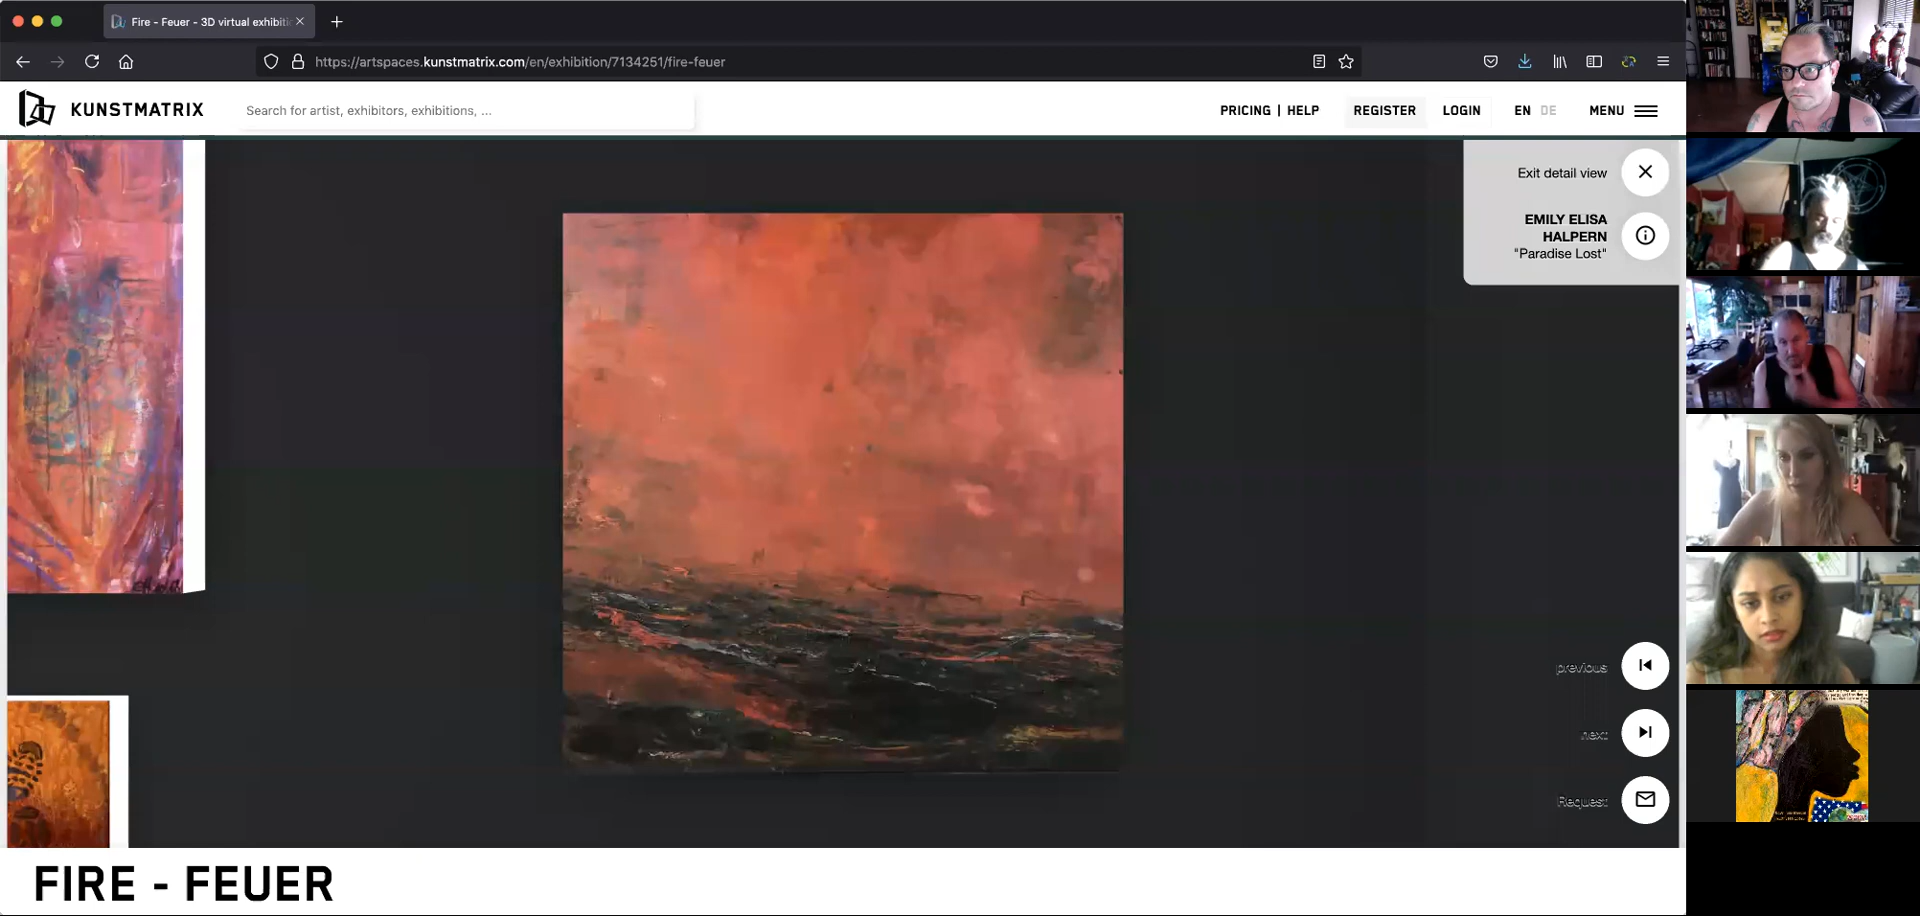 Fire - Feuer - 3D virtual exhibitio
https://artspaces.kunstmatrix.com/en/exhibition/7134251/fire-feuer
KUNSTMATRIX
Search for artist, exhibitors, exhibitions, ...
PRICING | HELP
REGISTER
LOGIN
EN DE
MENU
Exit detail view
EMILY ELISA
HALPERN
"Paradise Lost"
previous
next
Request
FIRE - FEUER